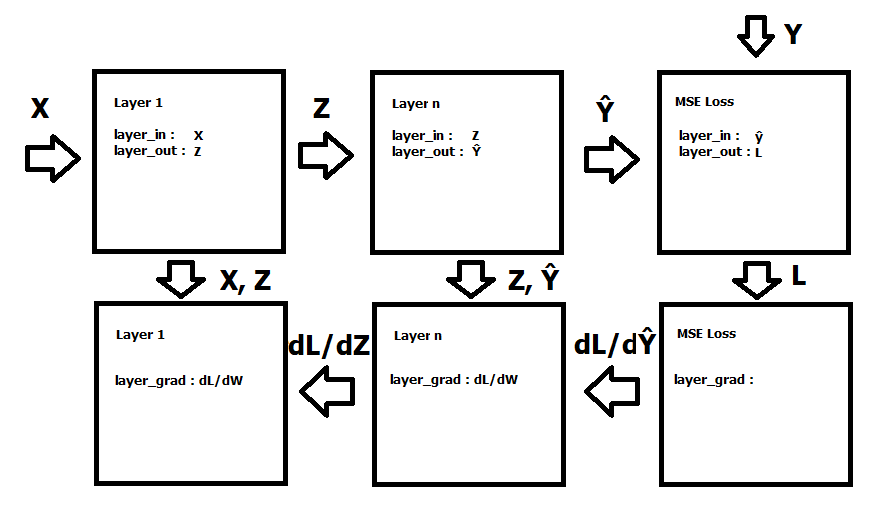 Y
X
Z
Ŷ
Layer 1
layer_in : X
layer_out : Z
Layer n
layer_in : Z
layer_out : Ŷ
MSE Loss
layer_in : ŷ
layer_out : L
X, Z
Z, Ŷ
L
dL/dZ
dL/dŶ
Layer 1
layer_grad : dL/dW
Layer n
layer_grad : dL/dW
MSE Loss
layer_grad :